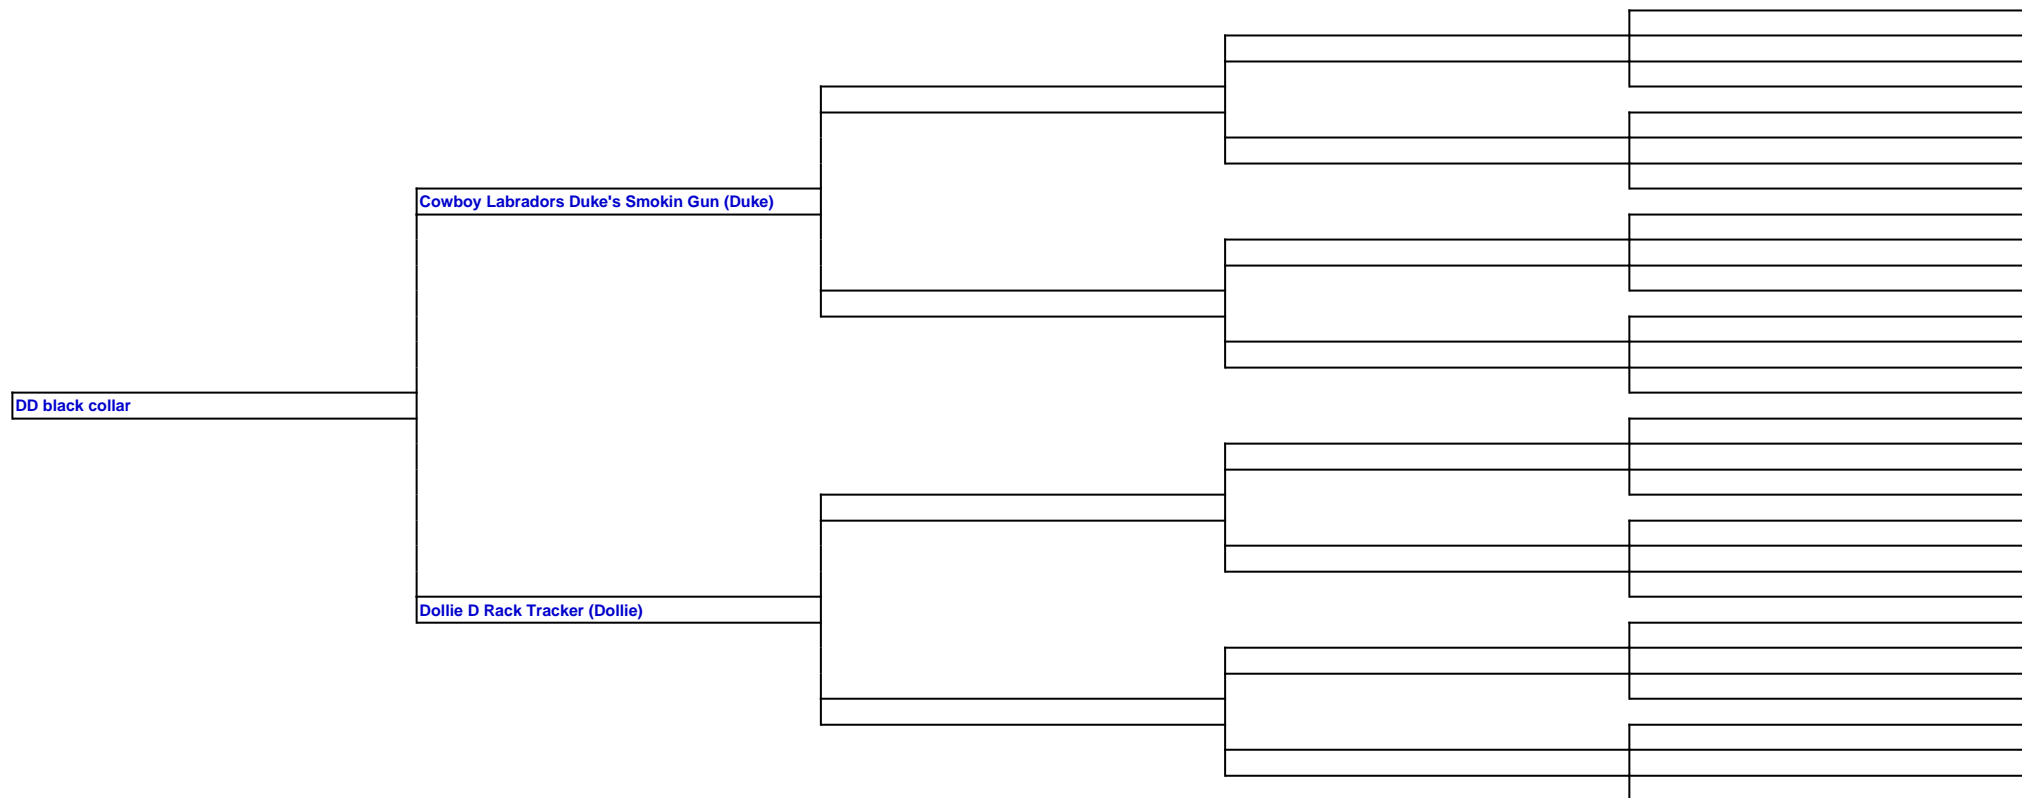 Cowboy Labradors Duke's Smokin Gun (Duke)
DD black collar
Dollie D Rack Tracker (Dollie)